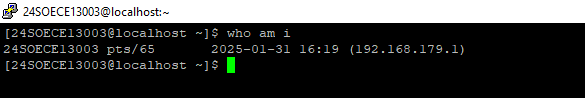 24SOECE13003@localhost:~
[24SOECE13003@localhost ~]$ who am i
24SOECE13003 pts/65       2025-01-31 16:19 (192.168.179.1)
[24SOECE13003@localhost ~]$